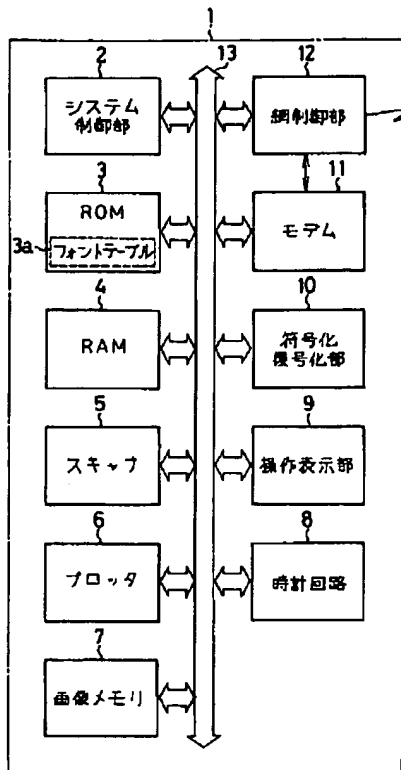 1
2
13
12
システム
制御部
網制御部
3
11
ROM
3a
フォントテーブル
モデム
4
10
RAM
符号化
復号化部
5
9
スキャナ
操作表示部
6
8
プロッタ
時計回路
7
画像メモリ